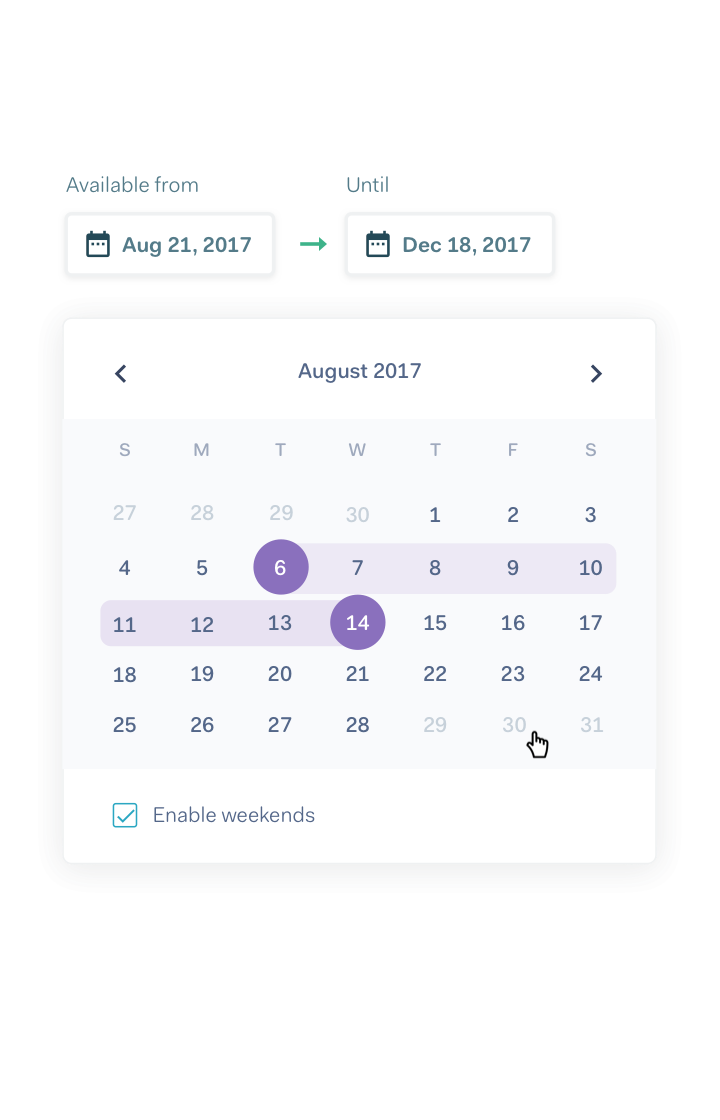 Available from Until
Aug 21, 2017 Dec 18, 2017
August 2017
S M T W T F S
27 28 29 30 1 2 3
4 5 6 7 8 9 10
11 12 13 14 15 16 17
18 19 20 21 22 23 24
25 26 27 28 29 30 31
Enable weekends